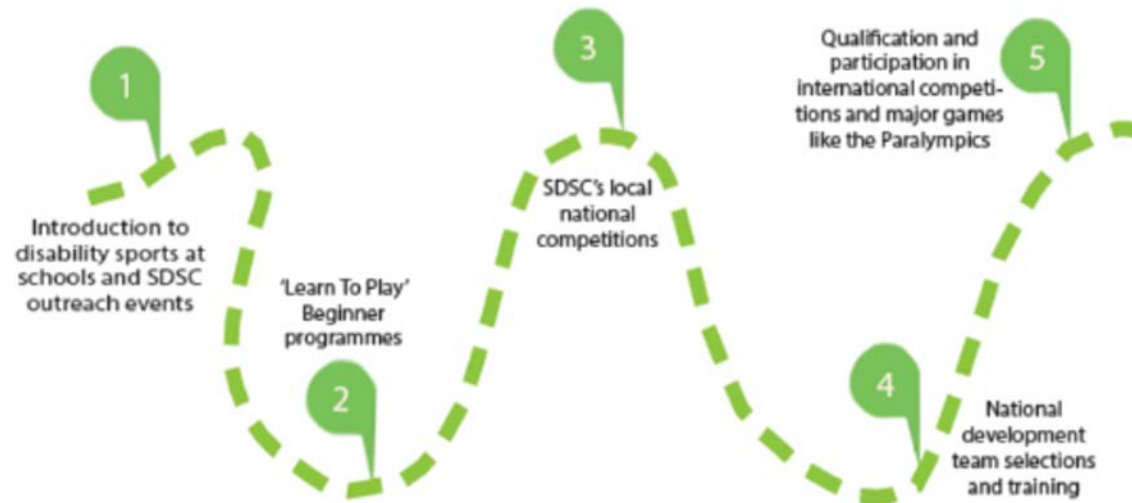 1
Introduction to
disability sports at
schools and SDSC
outreach events
2
'Learn To Play'
Beginner
programmes
3
SDSC's local
national
competitions
4
National
development
team selections
and training
5
Qualification and
participation in
international competi-
tions and major games
like the Paralympics